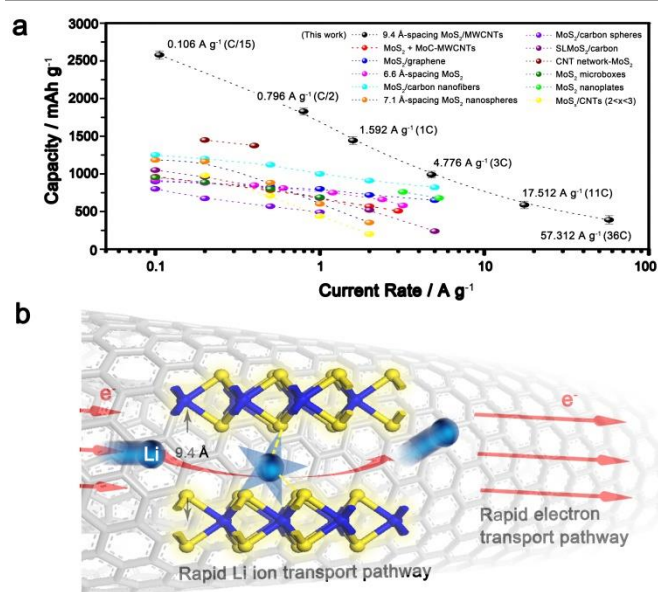 a
3000
2500
2000
1500
1000
500
0
Capacity / mAh g⁻¹
0.1
1
10
100
Current Rate / A g⁻¹
0.106 A g⁻¹ (C/15)
0.796 A g⁻¹ (C/2)
1.592 A g⁻¹ (1C)
4.776 A g⁻¹ (3C)
17.512 A g⁻¹ (11C)
57.312 A g⁻¹ (36C)
(This work) 9.4 Å-spacing MoS₂/MWCNTs
MoS₂ + MoC-MWCNTs
MoS₂/graphene
6.6 Å-spacing MoS₂
MoS₂/carbon nanofibers
7.1 Å-spacing MoS₂ nanospheres
MoS₂/carbon spheres
SLMoS₂/carbon
CNT network-MoS₂
MoS₂ microboxes
MoS₂ nanoplates
MoSₓ/CNTs (2<x<3)
b
e⁻
Li
9.4 Å
e⁻
Rapid electron
transport pathway
Rapid Li ion transport pathway